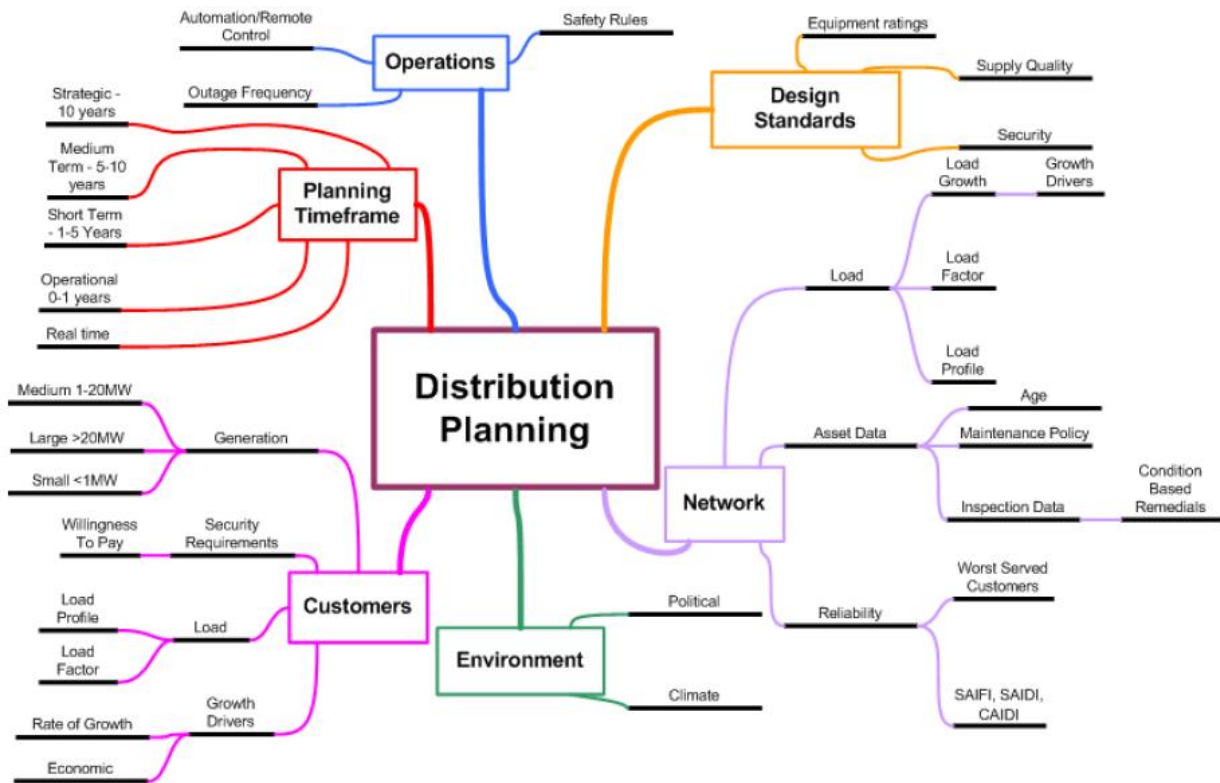 Automation/Remote
Control
Safety Rules
Operations
Outage Frequency
Equipment ratings
Supply Quality
Design
Standards
Security
Strategic -
10 years
Medium
Term - 5-10
years
Short Term
- 1-5 Years
Operational
0-1 years
Real time
Planning
Timeframe
Load
Growth
Growth
Drivers
Load
Load
Factor
Load
Profile
Distribution
Planning
Medium 1-20MW
Large >20MW
Small <1MW
Generation
Willingness
To Pay
Security
Requirements
Load
Profile
Load
Factor
Load
Customers
Rate of Growth
Economic
Growth
Drivers
Environment
Political
Climate
Network
Asset Data
Age
Maintenance Policy
Inspection Data
Condition
Based
Remedials
Reliability
Worst Served
Customers
SAIFI, SAIDI,
CAIDI